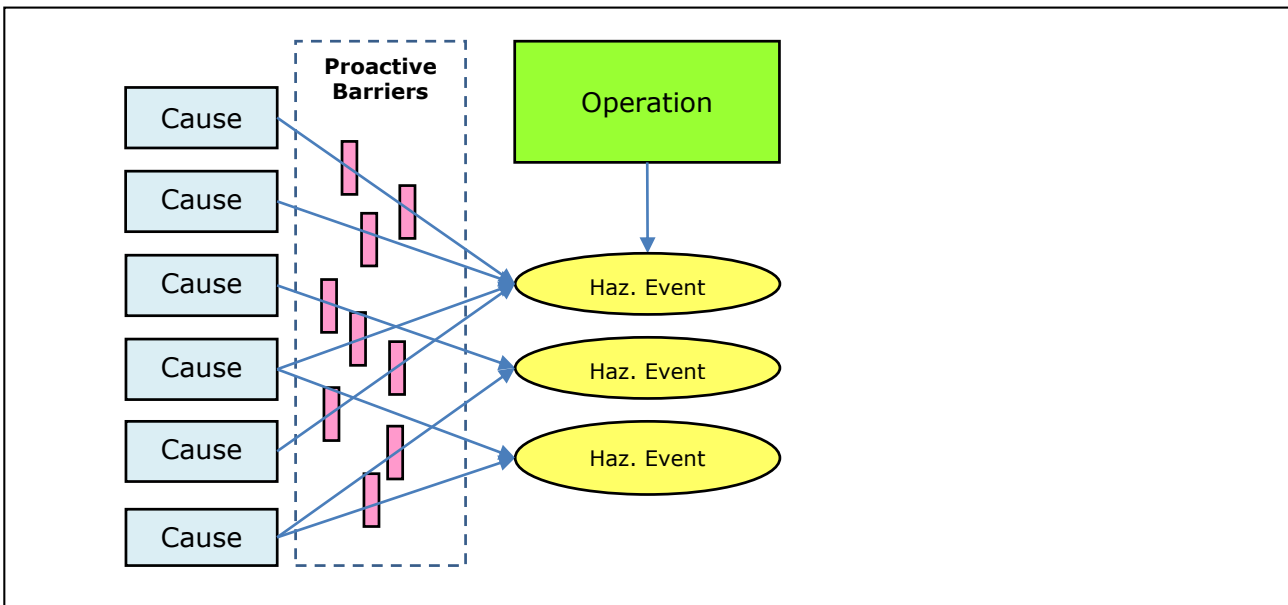 Proactive
Barriers
Operation
Cause
Cause
Cause
Cause
Cause
Cause
Haz. Event
Haz. Event
Haz. Event